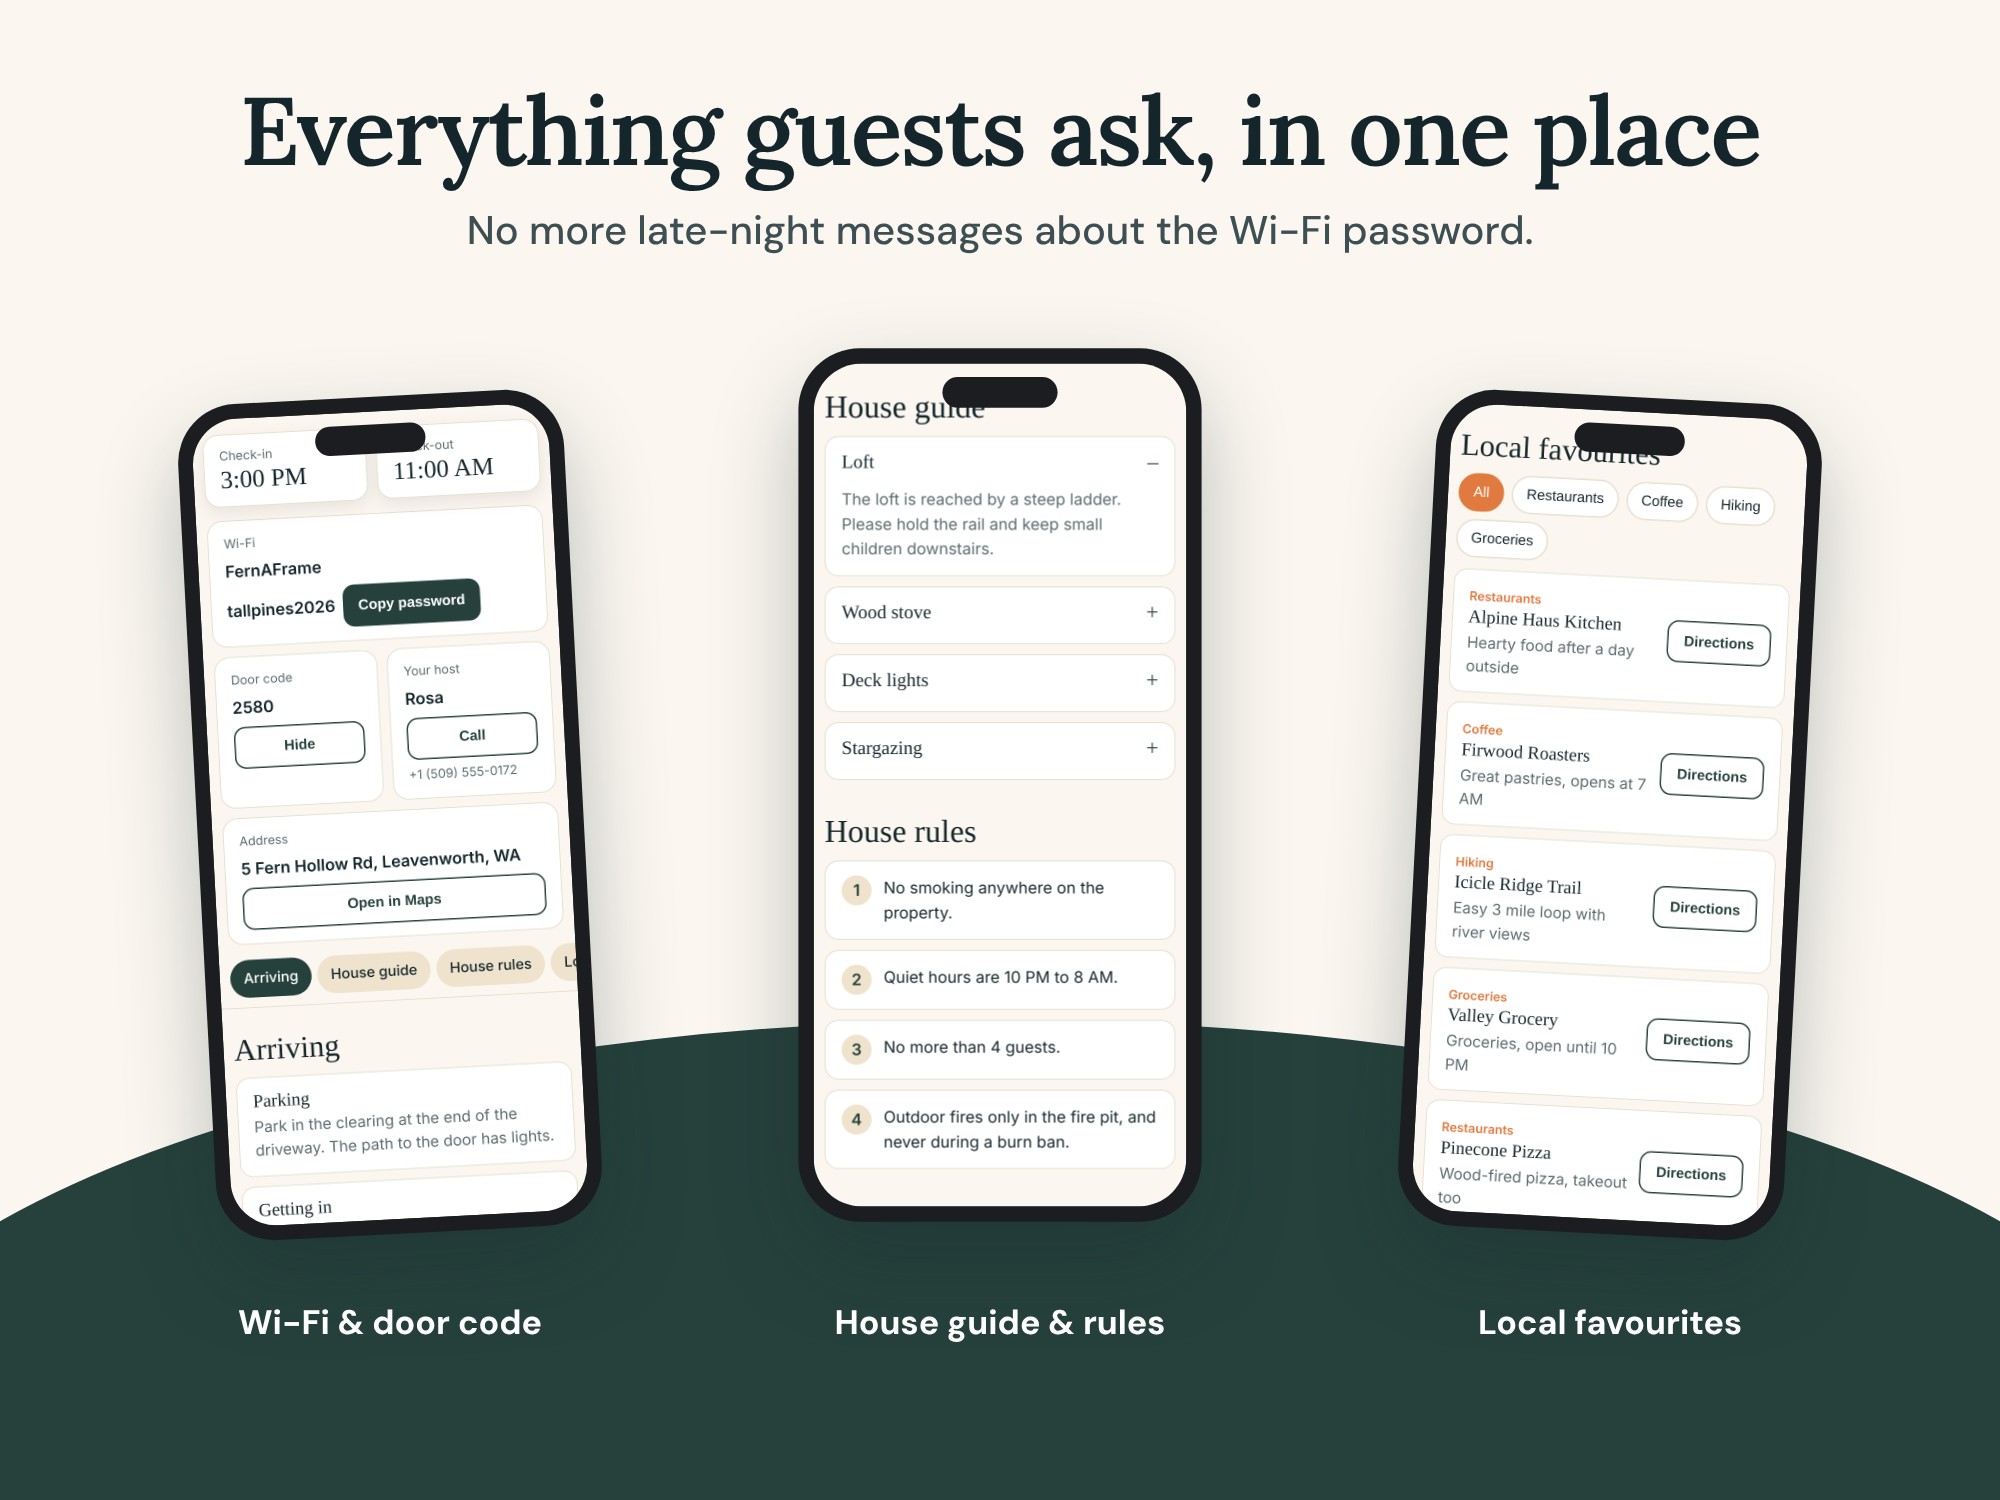 Everything guests ask, in one place
No more late-night messages about the Wi-Fi password.
Check-in
3:00 PM
k-out
11:00 AM
Wi-Fi
FernAFrame
tallpines2026
Copy password
Door code
2580
Hide
Your host
Rosa
Call
+1 (509) 555-0172
Address
5 Fern Hollow Rd, Leavenworth, WA
Open in Maps
Arriving
House guide
House rules
Lo
Arriving
Parking
Park in the clearing at the end of the
driveway. The path to the door has lights.
Getting in
House guide
Loft
–
The loft is reached by a steep ladder.
Please hold the rail and keep small
children downstairs.
Wood stove
+
Deck lights
+
Stargazing
+
House rules
1 No smoking anywhere on the
property.
2 Quiet hours are 10 PM to 8 AM.
3 No more than 4 guests.
4 Outdoor fires only in the fire pit, and
never during a burn ban.
Local favourites
All
Restaurants
Coffee
Hiking
Groceries
Restaurants
Alpine Haus Kitchen
Hearty food after a day
outside
Directions
Coffee
Firwood Roasters
Great pastries, opens at 7
AM
Directions
Hiking
Icicle Ridge Trail
Easy 3 mile loop with
river views
Directions
Groceries
Valley Grocery
Groceries, open until 10
PM
Directions
Restaurants
Pinecone Pizza
Wood-fired pizza, takeout
too
Directions
Wi-Fi & door code
House guide & rules
Local favourites